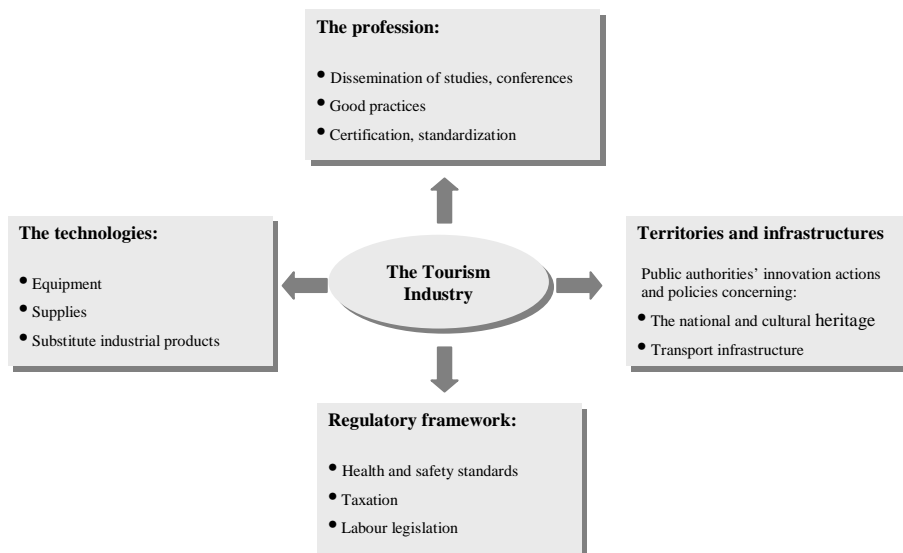 The profession:
• Dissemination of studies, conferences
• Good practices
• Certification, standardization
The technologies:
• Equipment
• Supplies
• Substitute industrial products
The Tourism
Industry
Territories and infrastructures
Public authorities’ innovation actions
and policies concerning:
• The national and cultural heritage
• Transport infrastructure
Regulatory framework:
• Health and safety standards
• Taxation
• Labour legislation